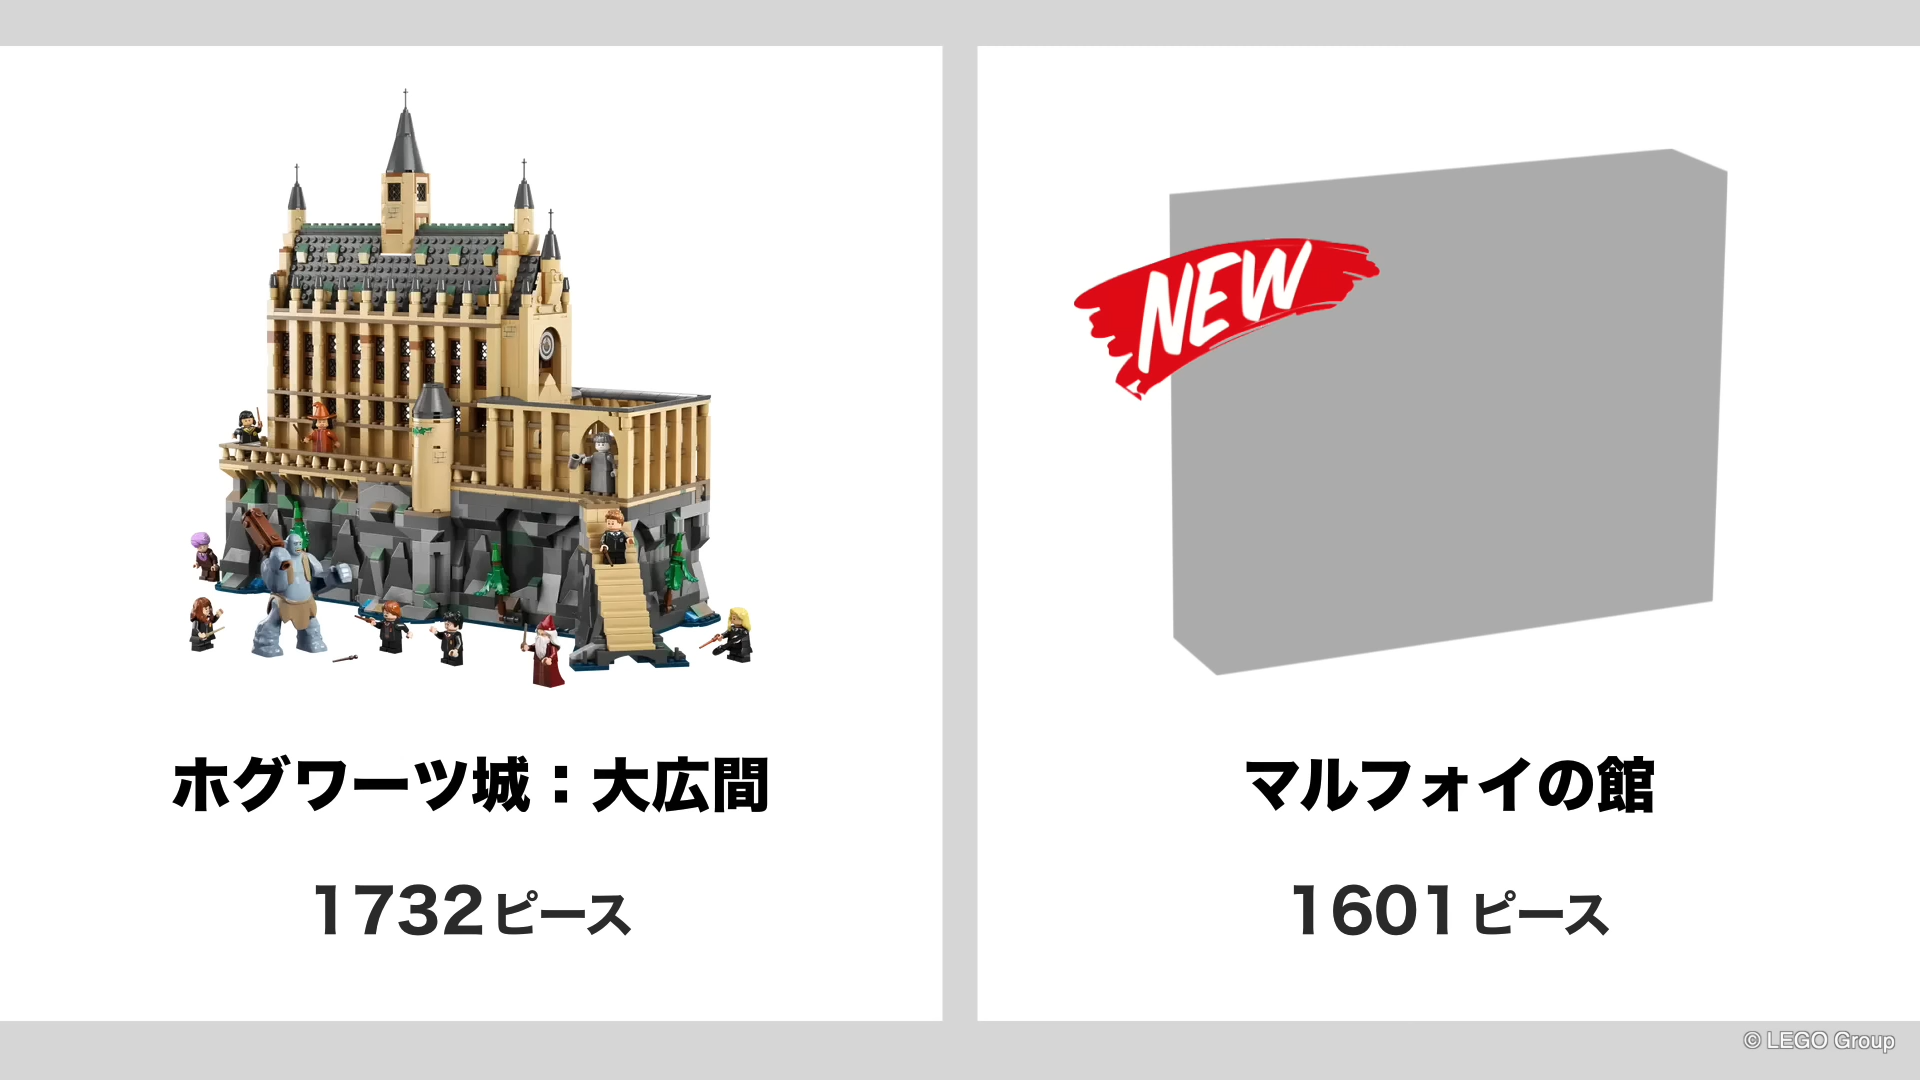 ホグワーツ城：大広間
1732ピース
NEW
マルフォイの館
1601ピース
© LEGO Group